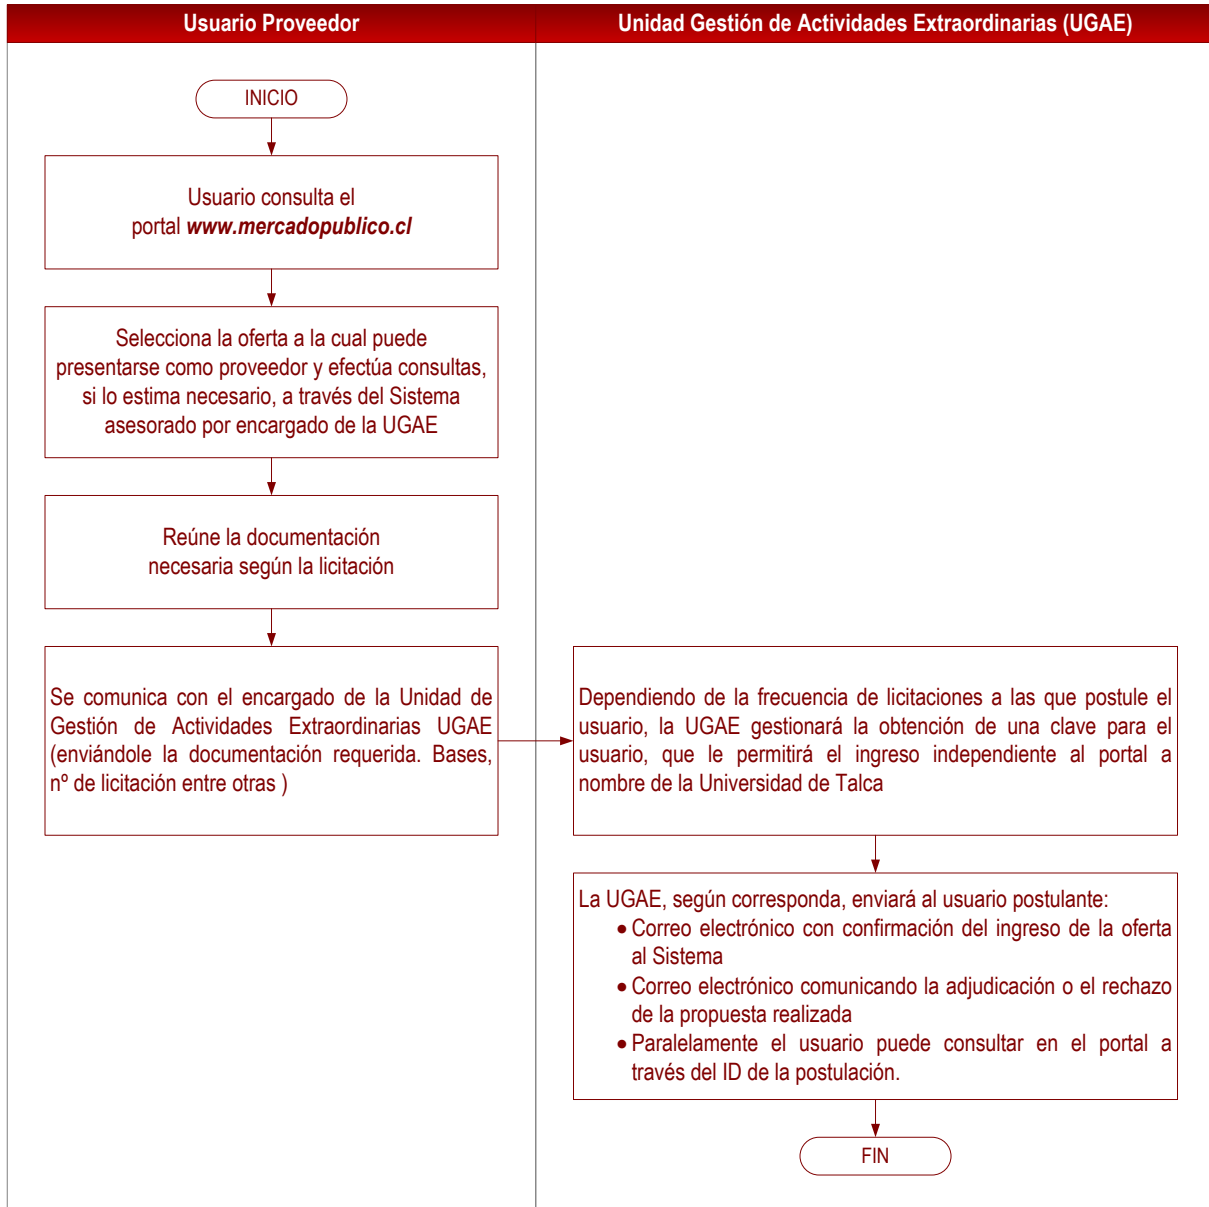 Usuario Proveedor
Unidad Gestión de Actividades Extraordinarias (UGAE)
INICIO
Usuario consulta el
portal www.mercadopublico.cl
Selecciona la oferta a la cual puede
presentarse como proveedor y efectúa consultas,
si lo estima necesario, a través del Sistema
asesorado por encargado de la UGAE
Reúne la documentación
necesaria según la licitación
Se comunica con el encargado de la Unidad de
Gestión de Actividades Extraordinarias UGAE
(enviándole la documentación requerida. Bases,
nº de licitación entre otras )
Dependiendo de la frecuencia de licitaciones a las que postule el
usuario, la UGAE gestionará la obtención de una clave para el
usuario, que le permitirá el ingreso independiente al portal a
nombre de la Universidad de Talca
La UGAE, según corresponda, enviará al usuario postulante:
• Correo electrónico con confirmación del ingreso de la oferta
al Sistema
• Correo electrónico comunicando la adjudicación o el rechazo
de la propuesta realizada
• Paralelamente el usuario puede consultar en el portal a
través del ID de la postulación.
FIN